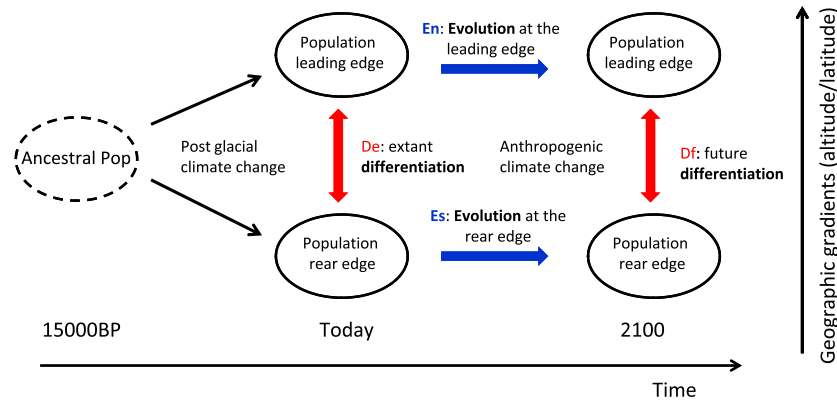 Population
leading edge
En: Evolution at the
leading edge
Population
leading edge
Ancestral Pop
Post glacial
climate change
De: extant
differentiation
Anthropogenic
climate change
Df: future
differentiation
Population
rear edge
Es: Evolution at the
rear edge
Population
rear edge
15000BP
Today
2100
Time
Geographic gradients (altitude/latitude)